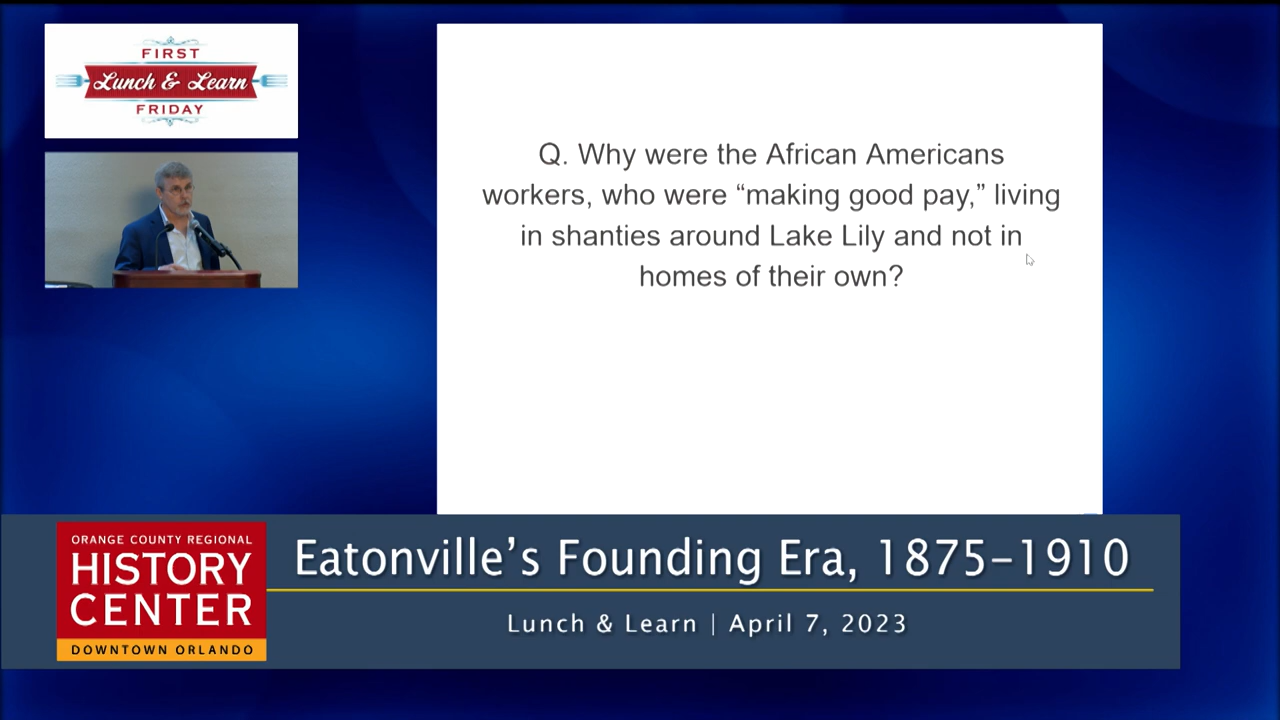 FIRST
Lunch & Learn
FRIDAY
Q. Why were the African Americans
workers, who were “making good pay,” living
in shanties around Lake Lily and not in
homes of their own?
ORANGE COUNTY REGIONAL
HISTORY
CENTER
DOWNTOWN ORLANDO
Eatonville’s Founding Era, 1875–1910
Lunch & Learn | April 7, 2023